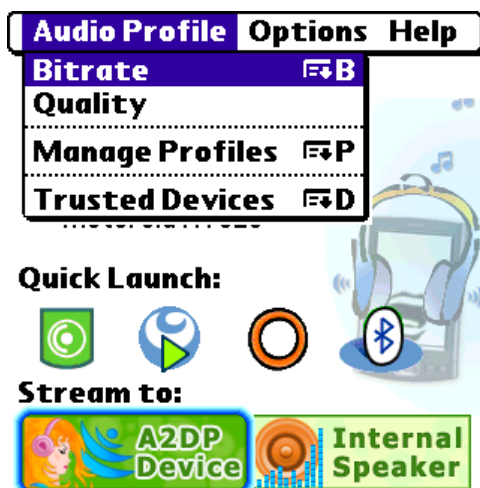 Audio Profile Options Help
Bitrate B
Quality
Manage Profiles P
Trusted Devices D
Quick Launch:
Stream to:
A2DP Device
Internal Speaker